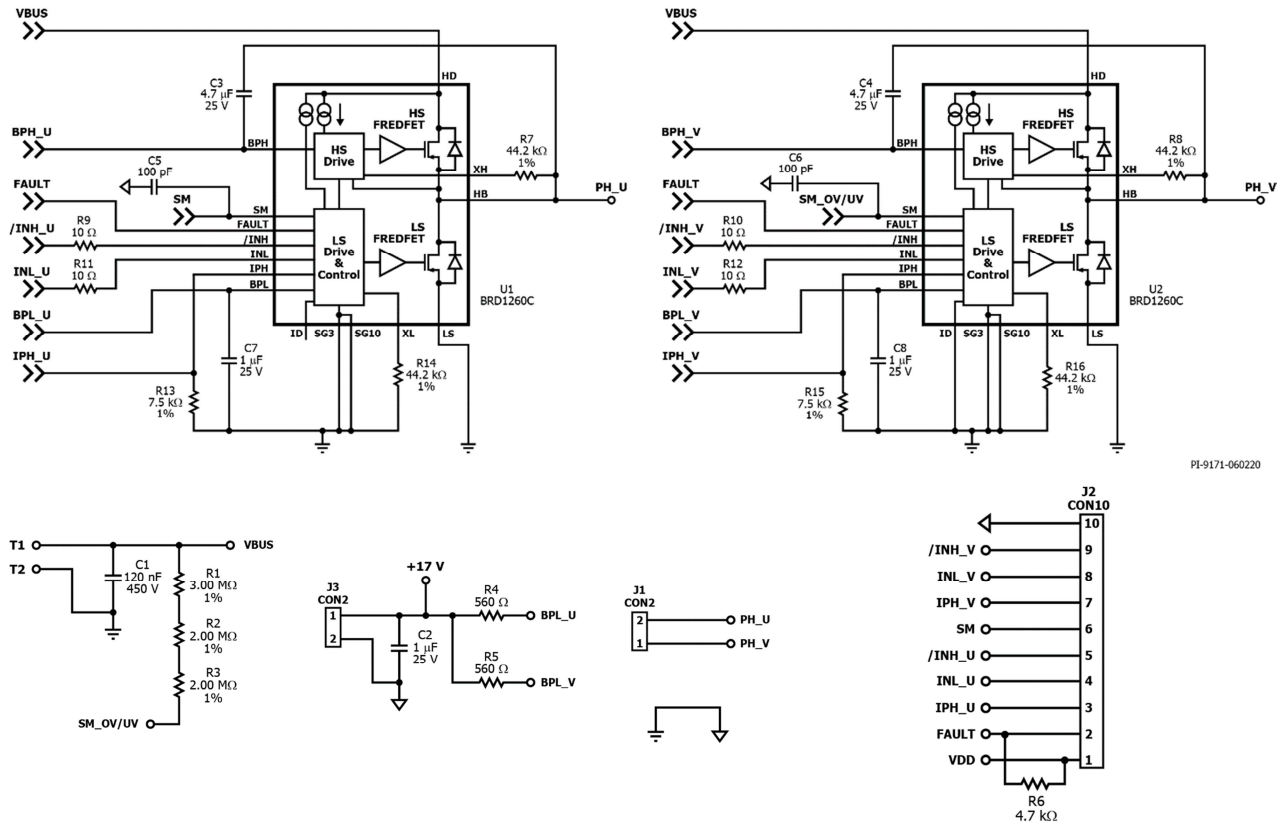 VBUS
C3
4.7 µF
25 V
HD
HS
FREDFET
BPH_U
BPH
HS
Drive
R7
44.2 kΩ
1%
C5
100 pF
XH
FAULT
SM
SM
HB
PH_U
FAULT
/INH_U
R9
10 Ω
/INH
LS
Drive
&
Control
LS
FREDFET
INL_U
R11
10 Ω
INL
IPH
BPL
U1
BRD1260C
BPL_U
ID
SG3
SG10
XL
LS
IPH_U
C7
1 µF
25 V
R14
44.2 kΩ
1%
R13
7.5 kΩ
1%
VBUS
C4
4.7 µF
25 V
HD
HS
FREDFET
BPH_V
BPH
HS
Drive
R8
44.2 kΩ
1%
C6
100 pF
XH
FAULT
SM_OV/UV
SM
HB
PH_V
FAULT
/INH_V
R10
10 Ω
/INH
LS
Drive
&
Control
LS
FREDFET
INL_V
R12
10 Ω
INL
IPH
BPL
U2
BRD1260C
BPL_V
ID
SG3
SG10
XL
LS
IPH_V
C8
1 µF
25 V
R16
44.2 kΩ
1%
R15
7.5 kΩ
1%
PI-9171-060220
T1
VBUS
T2
C1
120 nF
450 V
R1
3.00 MΩ
1%
R2
2.00 MΩ
1%
R3
2.00 MΩ
1%
SM_OV/UV
+17 V
J3
CON2
1
2
R4
560 Ω
BPL_U
C2
1 µF
25 V
R5
560 Ω
BPL_V
J1
CON2
2
PH_U
1
PH_V
J2
CON10
10
/INH_V
9
INL_V
8
IPH_V
7
SM
6
/INH_U
5
INL_U
4
IPH_U
3
FAULT
2
VDD
1
R6
4.7 kΩ